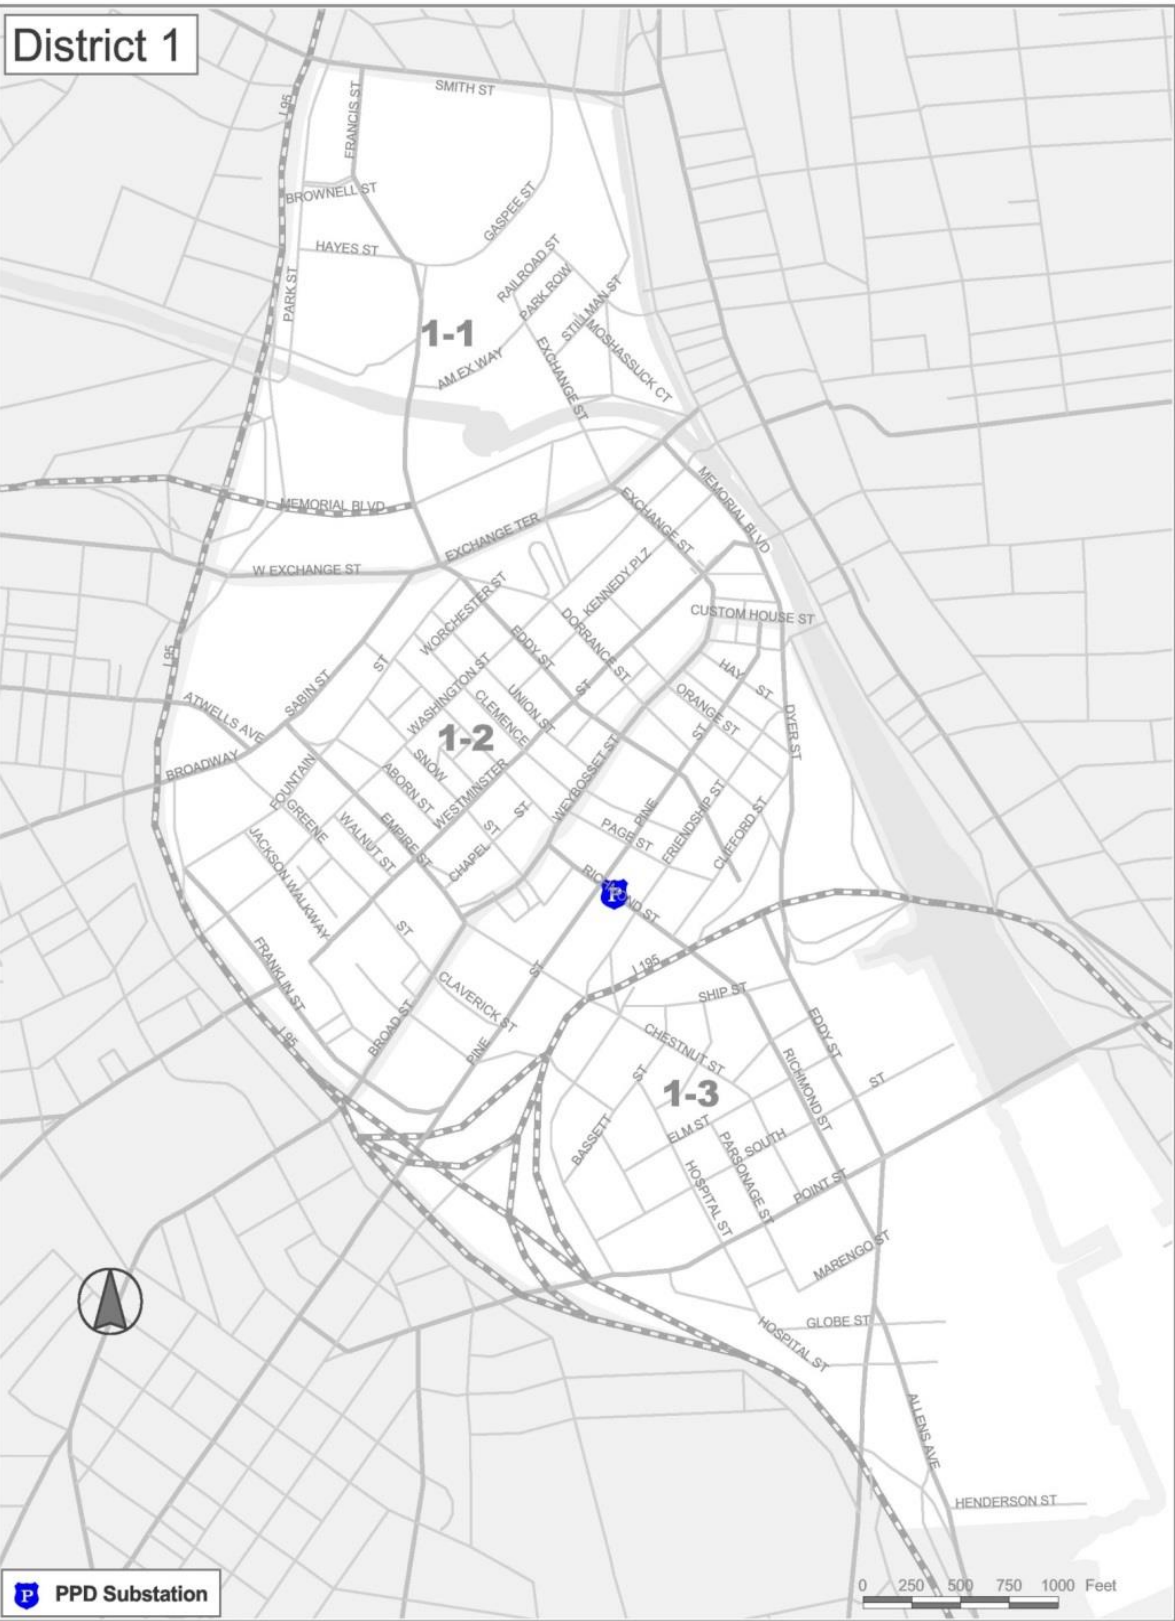 District 1
SMITH ST
I 95
FRANCIS ST
BROWNELL ST
GASPEE ST
HAYES ST
RAILROAD ST
PARK ROW
PARK ST
STILLMAN ST
1-1
MOSHASSUCK CT
AM EX WAY
EXCHANGE ST
MEMORIAL BLVD
MEMORIAL BLVD
EXCHANGE ST
EXCHANGE TER
W EXCHANGE ST
KENNEDY PLZ
WORCHESTER ST
CUSTOM HOUSE ST
DORRANCE ST
EDDY ST
I 95
ST
HAY ST
WASHINGTON ST
SABIN ST
ST
ORANGE ST
UNION ST
CLEMENCE
ATWELLS AVE
DYER ST
ST
1-2
BROADWAY
SNOW
WEYBOSSET ST
FOUNTAIN
ABORN ST
WESTMINSTER
PINE
FRIENDSHIP ST
CLIFFORD ST
GREENE
WALNUT ST
EMPIRE ST
ST
ST
PAGE ST
JACKSON WALKWAY
CHAPEL
P
RICHMOND ST
ST
FRANKLIN ST
ST
I 195
CLAVERICK ST
SHIP ST
BROAD ST
I 95
PINE
CHESTNUT ST
EDDY ST
ST
1-3
RICHMOND ST
ST
BASSETT
ELM ST
SOUTH
PARSONAGE ST
HOSPITAL ST
POINT ST
MARENGO ST
GLOBE ST
HOSPITAL ST
ALLENS AVE
HENDERSON ST
P PPD Substation
0 250 500 750 1000 Feet